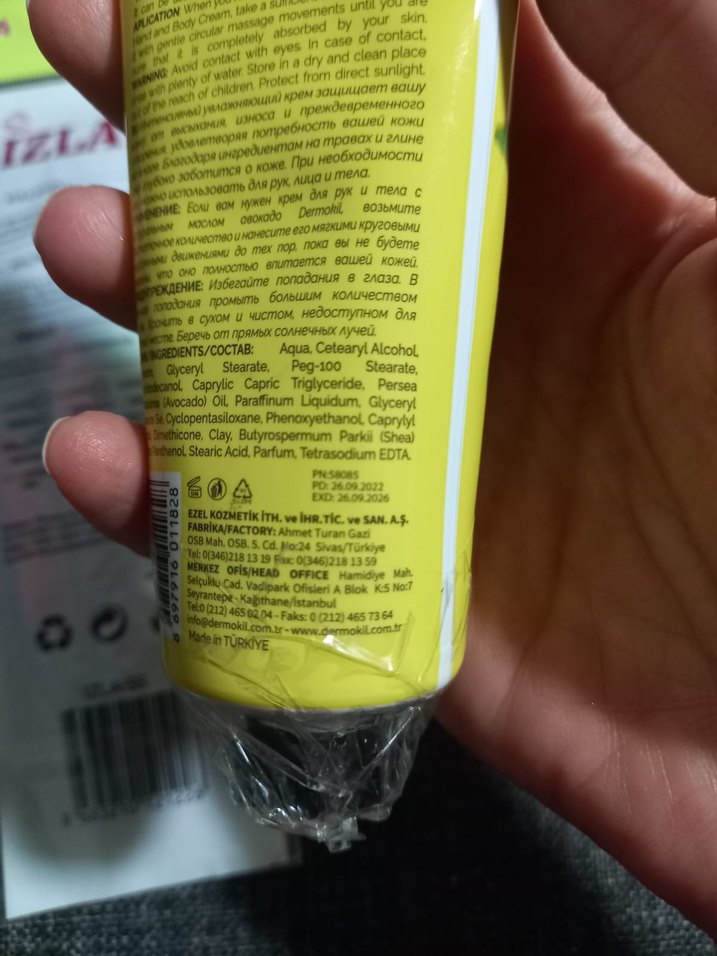 APLICATION: When you
Hand and Body Cream, take a sufficient
it with gentle circular massage movements until you are
sure that it is completely absorbed by your skin.
WARNING: Avoid contact with eyes. In case of contact,
rinse with plenty of water. Store in a dry and clean place
out of the reach of children. Protect from direct sunlight.
Интенсивный увлажняющий крем защищает вашу
от высыхания, износа и преждевременного
удовлетворяя потребность вашей кожи
Благодаря ингредиентам на травах и глине
глубоко заботится о коже. При необходимости
можно использовать для рук, лица и тела.
Если вам нужен крем для рук и тела с
маслом авокадо Dermokil, возьмите
количество и нанесите его мягкими круговыми
движениями до тех пор, пока вы не будете
что оно полностью впитается вашей кожей.
Избегайте попадания в глаза. В
попадания промыть большим количеством
Хранить в сухом и чистом, недоступном для
месте. Беречь от прямых солнечных лучей.
/INGREDIENTS/СОСТАВ: Aqua, Cetearyl Alcohol,
Glyceryl Stearate, Peg-100 Stearate,
Caprylic Capric Triglyceride, Persea
(Avocado) Oil, Paraffinum Liquidum, Glyceryl
Se, Cyclopentasiloxane, Phenoxyethanol, Caprylyl
Dimethicone, Clay, Butyrospermum Parkii (Shea)
Panthenol, Stearic Acid, Parfum, Tetrasodium EDTA.
PN:58085
PD: 26.09.2022
EXD: 26.09.2026
EZEL KOZMETİK İTH. ve İHR. TİC. ve SAN. A.Ş.
FABRİKA/FACTORY: Ahmet Turan Gazi
OSB Mah. OSB. 5. Cd. No:24 Sivas/Türkiye
Tel: 0(346)218 13 19 Fax: 0(346)218 13 59
MERKEZ OFİS/HEAD OFFICE Hamidiye Mah.
Selçuklu Cad. Vadipark Ofisleri A Blok K:5 No:7
Seyrantepe - Kağıthane/İstanbul
Tel:0 (212) 465 02 04 - Faks: 0 (212) 465 73 64
info@dermokil.com.tr - www.dermokil.com.tr
Made in TÜRKİYE
8 697916 011828
IZLA